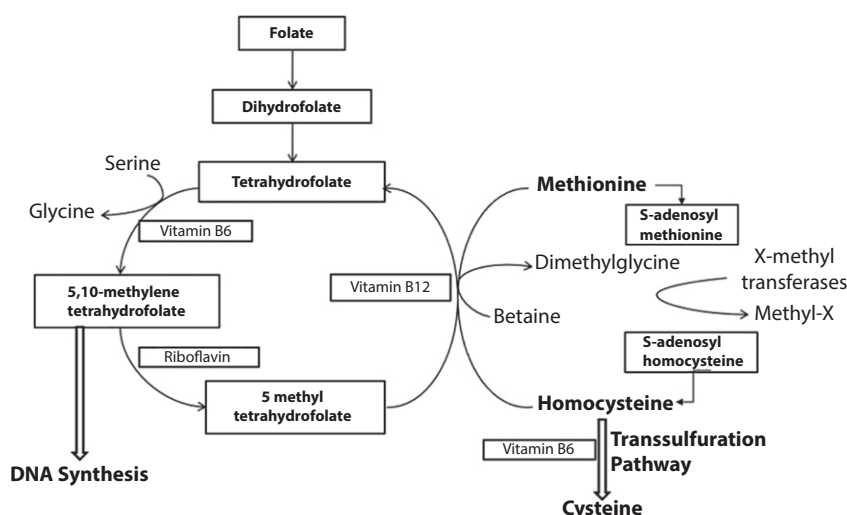 Folate
Dihydrofolate
Serine
Tetrahydrofolate
Glycine
Vitamin B6
5,10-methylene
tetrahydrofolate
Riboflavin
5 methyl
tetrahydrofolate
DNA Synthesis
Vitamin B12
Methionine
S-adenosyl
methionine
Dimethylglycine
Betaine
X-methyl
transferases
Methyl-X
S-adenosyl
homocysteine
Homocysteine
Vitamin B6
Transsulfuration
Pathway
Cysteine